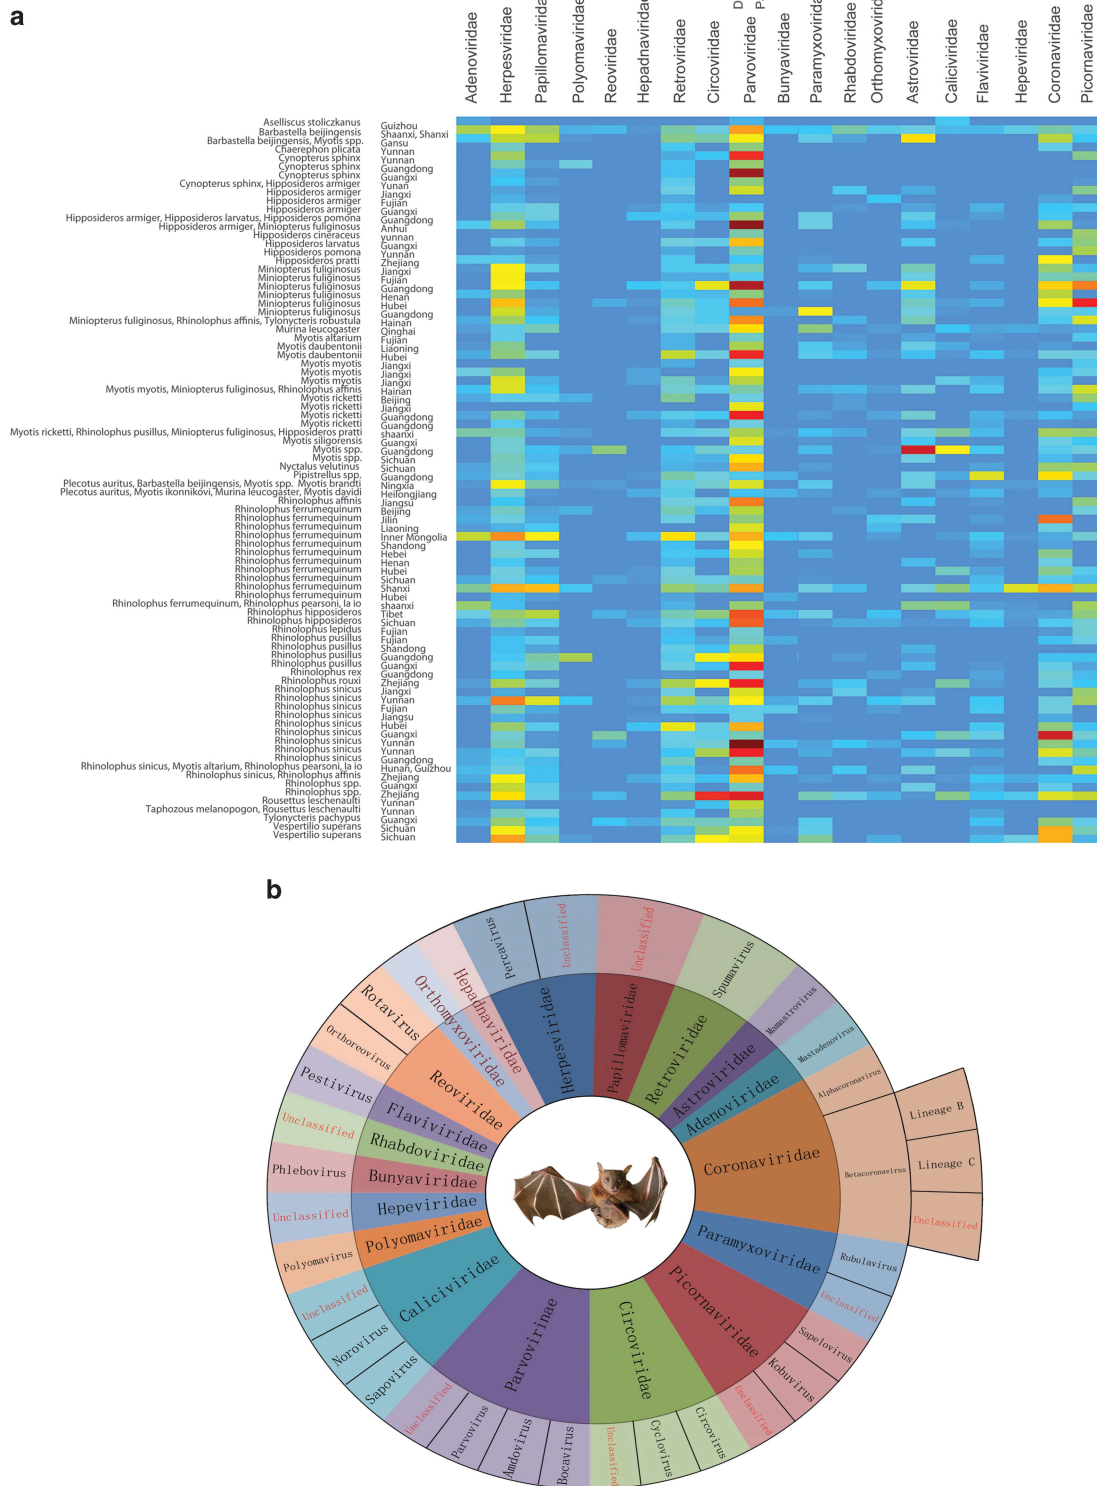 a
Adenoviridae
Herpesviridae
Papillomavirida
Polyomaviridae
Reoviridae
Hepadnaviridae
Retroviridae
Circoviridae
Parvoviridae
Bunyaviridae
Paramyxovirida
Rhabdoviridae
Orthomyxovirid
Astroviridae
Caliciviridae
Flaviviridae
Hepeviridae
Coronaviridae
Picornaviridae
Aselliscus stoliczkanus Guizhou
Barbastella beijingensis Shaanxi, Shanxi
Barbastella beijingensis, Myotis spp. Gansu
Chaerephon plicata Yunnan
Cynopterus sphinx Yunnan
Cynopterus sphinx Guangdong
Cynopterus sphinx Guangxi
Cynopterus sphinx, Hipposideros armiger Yunan
Hipposideros armiger Jiangxi
Hipposideros armiger Fujian
Hipposideros armiger Guangxi
Hipposideros armiger, Hipposideros larvatus, Hipposideros pomona Guangdong
Hipposideros armiger, Miniopterus fuliginosus Anhui
Hipposideros cineraceus yunnan
Hipposideros larvatus Guangxi
Hipposideros pomona Yunnan
Hipposideros pratti Zhejiang
Miniopterus fuliginosus Jiangxi
Miniopterus fuliginosus Fujian
Miniopterus fuliginosus Guangdong
Miniopterus fuliginosus Henan
Miniopterus fuliginosus Hubei
Miniopterus fuliginosus Guangdong
Miniopterus fuliginosus, Rhinolophus affinis, Tylonycteris robustula Hainan
Murina leucogaster Qinghai
Myotis altarium Fujian
Myotis daubentonii Liaoning
Myotis daubentonii Hubei
Myotis myotis Jiangxi
Myotis myotis Jiangxi
Myotis myotis Jiangxi
Myotis myotis, Miniopterus fuliginosus, Rhinolophus affinis Hainan
Myotis ricketti Beijing
Myotis ricketti Jiangxi
Myotis ricketti Guangdong
Myotis ricketti Guangdong
Myotis ricketti, Rhinolophus pusillus, Miniopterus fuliginosus, Hipposideros pratti shaanxi
Myotis siligorensis Guangxi
Myotis spp. Guangdong
Myotis spp. Sichuan
Nyctalus velutinus Sichuan
Pipistrellus spp. Guangdong
Plecotus auritus, Barbastella beijingensis, Myotis spp. Myotis brandti Ningxia
Plecotus auritus, Myotis ikonnikovi, Murina leucogaster, Myotis davidi Heilongjiang
Rhinolophus affinis Jiangsu
Rhinolophus ferrumequinum Beijing
Rhinolophus ferrumequinum Jilin
Rhinolophus ferrumequinum Liaoning
Rhinolophus ferrumequinum Inner Mongolia
Rhinolophus ferrumequinum Shandong
Rhinolophus ferrumequinum Hebei
Rhinolophus ferrumequinum Henan
Rhinolophus ferrumequinum Hubei
Rhinolophus ferrumequinum Sichuan
Rhinolophus ferrumequinum Shanxi
Rhinolophus ferrumequinum Hubei
Rhinolophus ferrumequinum, Rhinolophus pearsoni, Ia io shaanxi
Rhinolophus hipposideros Tibet
Rhinolophus hipposideros Sichuan
Rhinolophus lepidus Fujian
Rhinolophus pusillus Fujian
Rhinolophus pusillus Shandong
Rhinolophus pusillus Guangdong
Rhinolophus pusillus Guangxi
Rhinolophus rex Guangdong
Rhinolophus rouxi Zhejiang
Rhinolophus sinicus Jiangxi
Rhinolophus sinicus Yunnan
Rhinolophus sinicus Fujian
Rhinolophus sinicus Jiangsu
Rhinolophus sinicus Hubei
Rhinolophus sinicus Guangxi
Rhinolophus sinicus Yunnan
Rhinolophus sinicus Yunnan
Rhinolophus sinicus Guangdong
Rhinolophus sinicus, Myotis altarium, Rhinolophus pearsoni, Ia io Hunan, Guizhou
Rhinolophus sinicus, Rhinolophus affinis Zhejiang
Rhinolophus spp. Guangxi
Rhinolophus spp. Zhejiang
Rousettus leschenaulti Yunnan
Taphozous melanopogon, Rousettus leschenaulti Yunnan
Tylonycteris pachypus Guangxi
Vespertilio superans Sichuan
Vespertilio superans Sichuan
b
Percavirus
Unclassified
Herpesviridae
Unclassified
Papillomaviridae
Spumavirus
Retroviridae
Mamastrovirus
Astroviridae
Mastadenovirus
Adenoviridae
Alphacoronavirus
Betacoronavirus
Coronaviridae
Lineage B
Lineage C
Unclassified
Rubulavirus
Unclassified
Paramyxoviridae
Sapelovirus
Kobuvirus
Unclassified
Picornaviridae
Circovirus
Cyclovirus
Unclassified
Circoviridae
Bocavirus
Amdovirus
Parvovirus
Unclassified
Parvovirinae
Sapovirus
Norovirus
Unclassified
Caliciviridae
Polyomavirus
Polyomaviridae
Unclassified
Hepeviridae
Phlebovirus
Bunyaviridae
Unclassified
Rhabdoviridae
Pestivirus
Flaviviridae
Orthoreovirus
Rotavirus
Reoviridae
Orthomyxoviridae
Hepadnaviridae